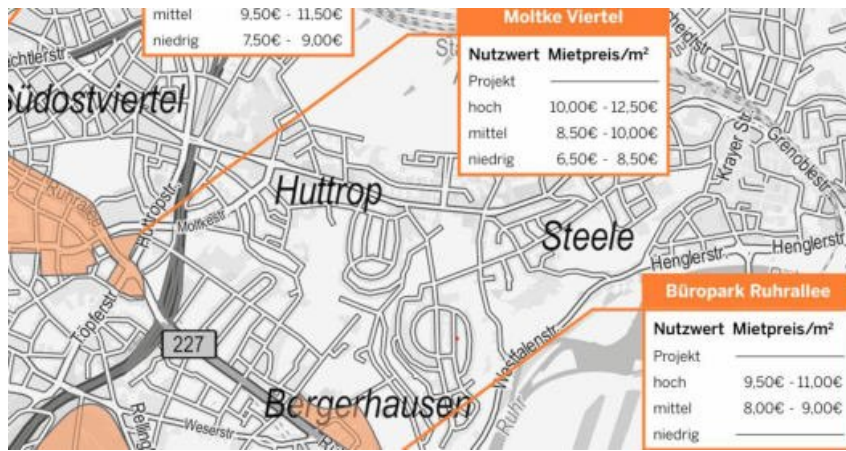 mittel 9,50€ - 11,50€
niedrig 7,50€ - 9,00€
Moltke Viertel
Nutzwert Mietpreis/m²
Projekt
hoch 10,00€ - 12,50€
mittel 8,50€ - 10,00€
niedrig 6,50€ - 8,50€
Südostviertel
Ruhrallee
Huttropstr.
Moltkestr.
Huttrop
Steele
Krayer Str.
Grenoblestr.
Henglerstr.
Henglerstr.
Töpferstr.
227
Westfalenstr.
Ruhr
Bergerhausen
Weserstr.
Büropark Ruhrallee
Nutzwert Mietpreis/m²
Projekt
hoch 9,50€ - 11,00€
mittel 8,00€ - 9,00€
niedrig